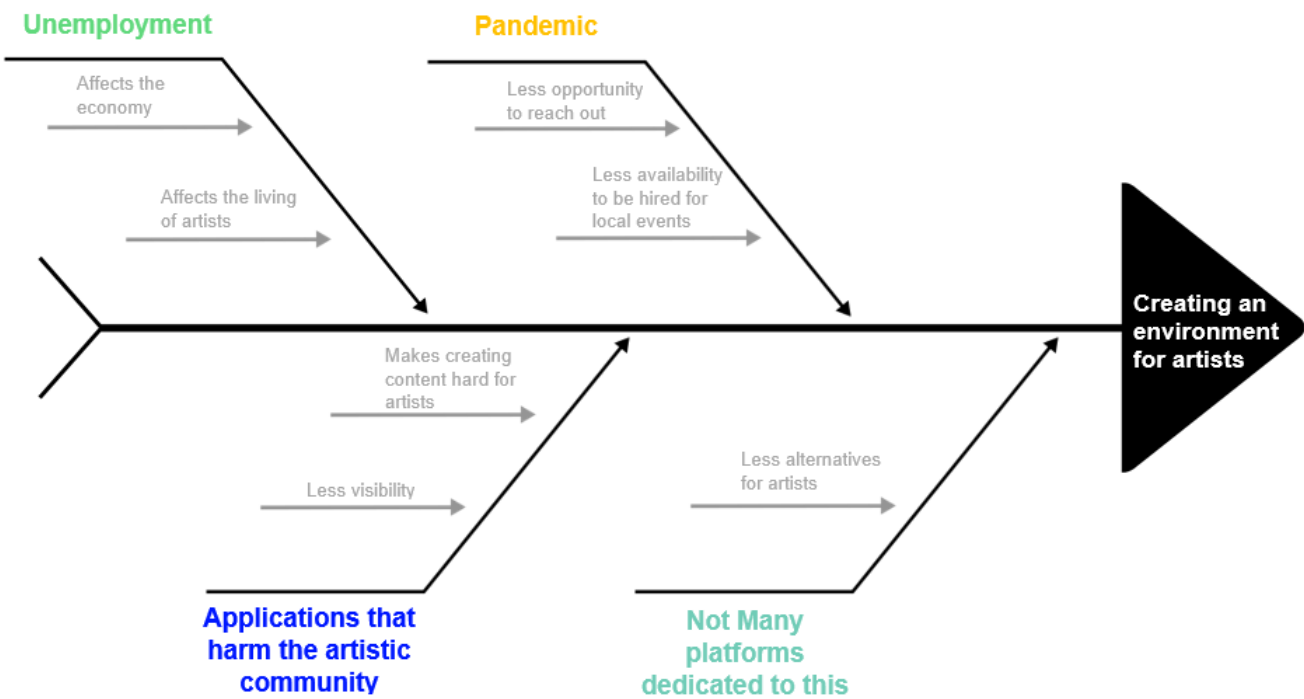 Unemployment
Pandemic
Affects the
economy
Less opportunity
to reach out
Affects the living
of artists
Less availability
to be hired for
local events
Creating an
environment
for artists
Makes creating
content hard for
artists
Less visibility
Less alternatives
for artists
Applications that
harm the artistic
community
Not Many
platforms
dedicated to this